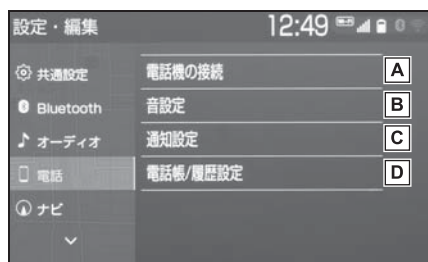 設定・編集
12:49
共通設定
Bluetooth
オーディオ
電話
ナビ
電話機の接続
A
音設定
B
通知設定
C
電話帳/履歴設定
D